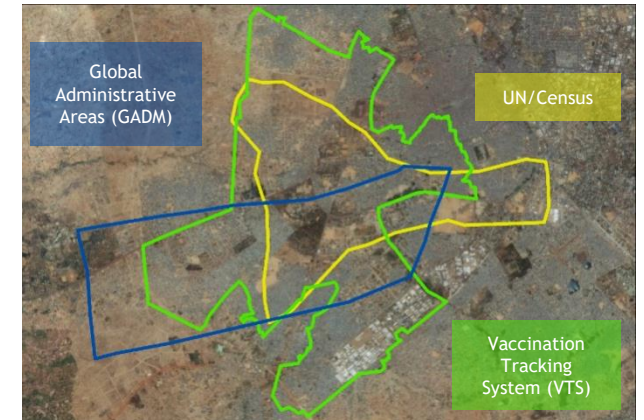 Global
Administrative
Areas (GADM)
UN/Census
Vaccination
Tracking
System (VTS)